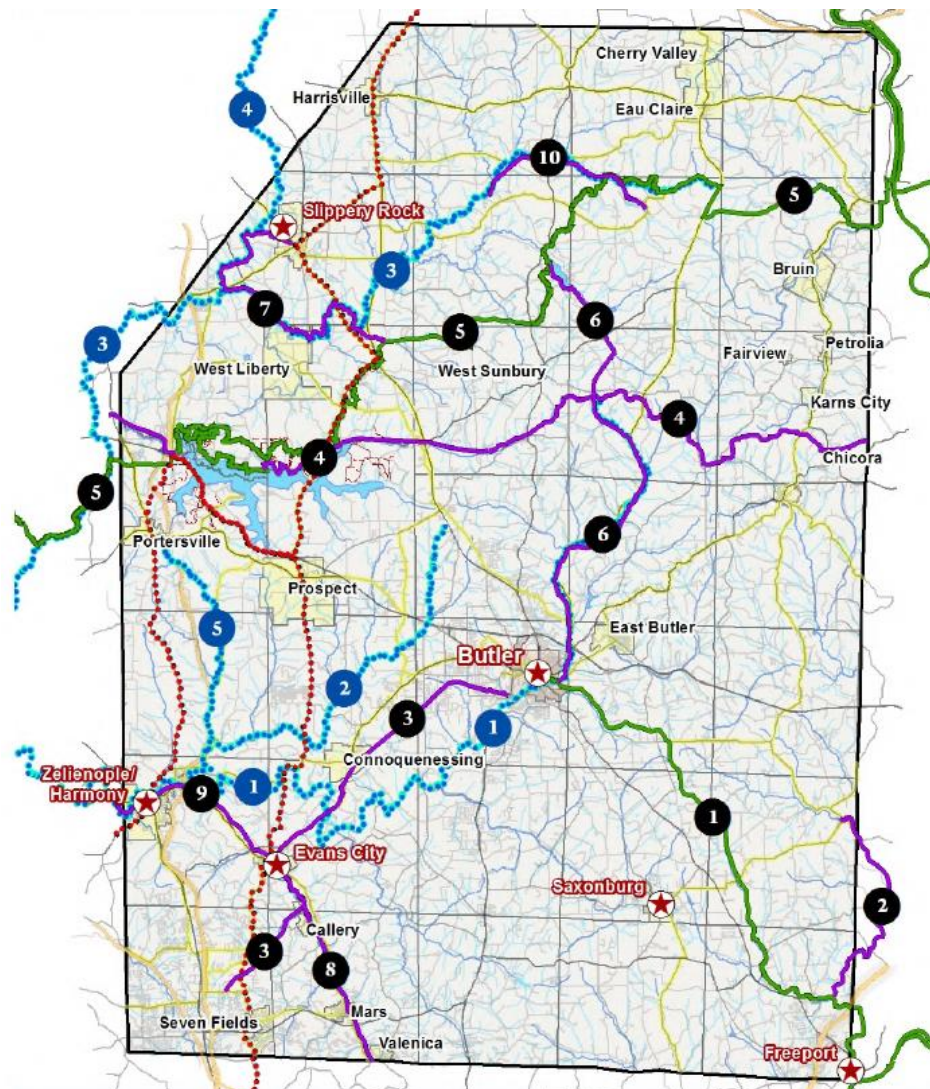 Cherry Valley
Harrisville
4
Eau Claire
10
5
Slippery Rock
3
Bruin
7
6
5
3
West Liberty
West Sunbury
Fairview
Petrolia
Karns City
4
4
Chicora
5
Portersville
6
Prospect
5
East Butler
Butler
2
3
1
Connoquenessing
Zelienople/
Harmony
9
1
1
Evans City
Saxonburg
2
Callery
3
8
Mars
Seven Fields
Valenica
Freeport